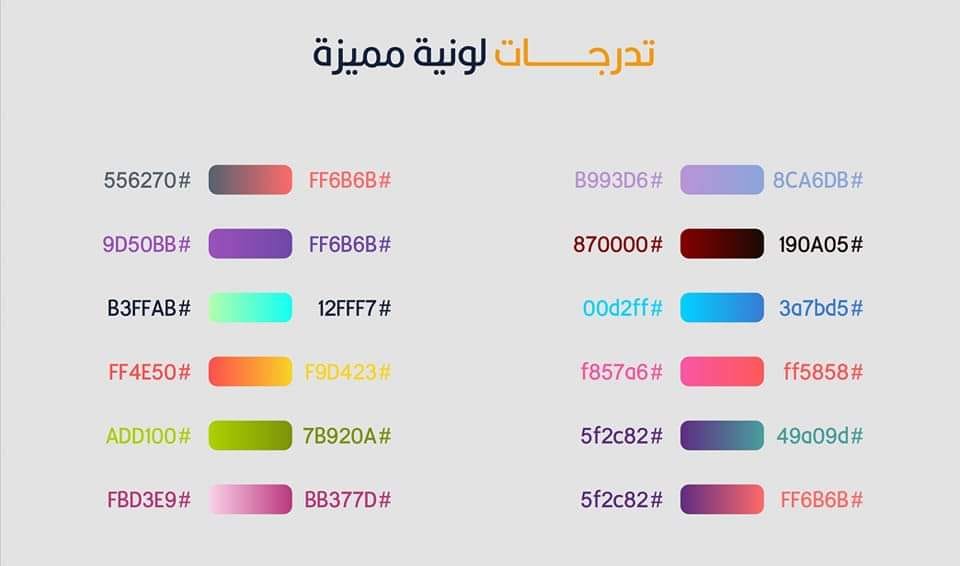 تدرجـــــات لونية مميزة
556270# FF6B6B# B993D6# 8CA6DB#
9D50BB# FF6B6B# 870000# 190A05#
B3FFAB# 12FFF7# 00d2ff# 3a7bd5#
FF4E50# F9D423# f857a6# ff5858#
ADD100# 7B920A# 5f2c82# 49a09d#
FBD3E9# BB377D# 5f2c82# FF6B6B#